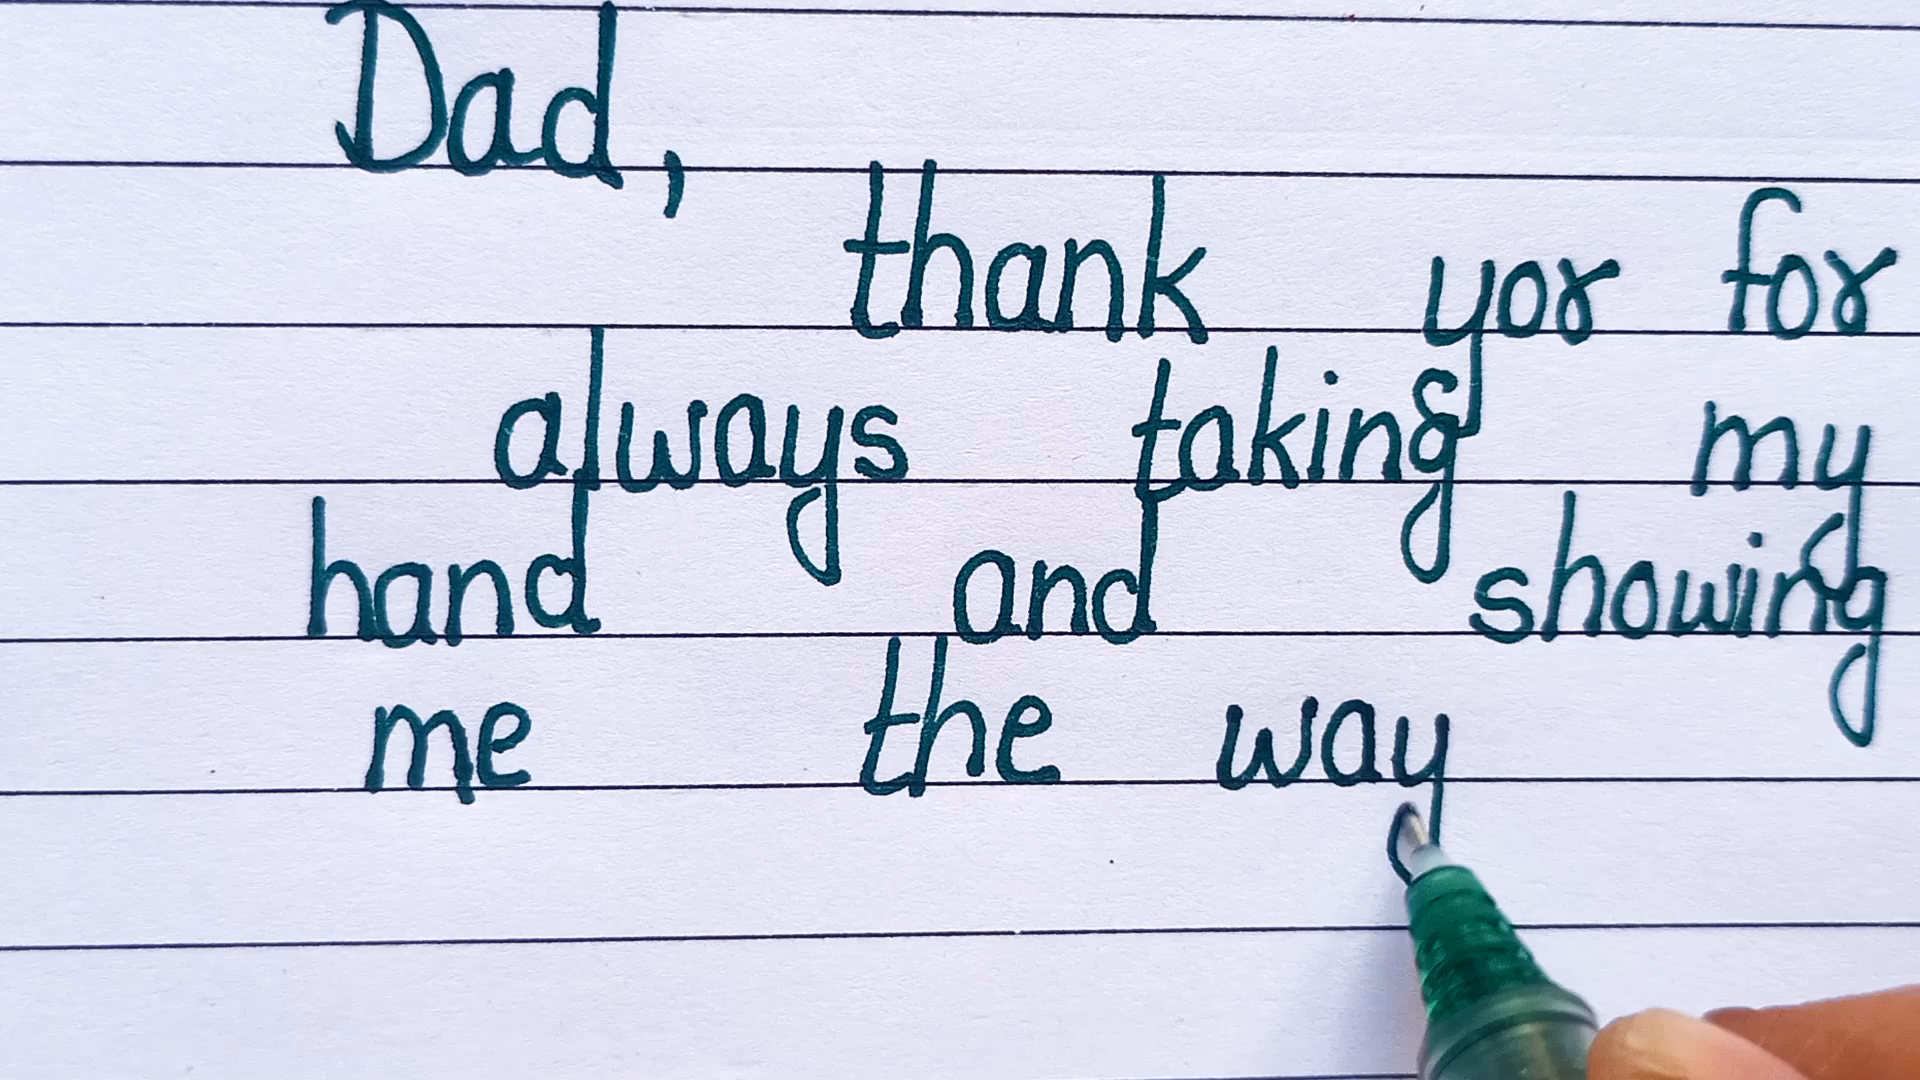 Dad,
thank yor for
always taking my
hand and showing
me the way